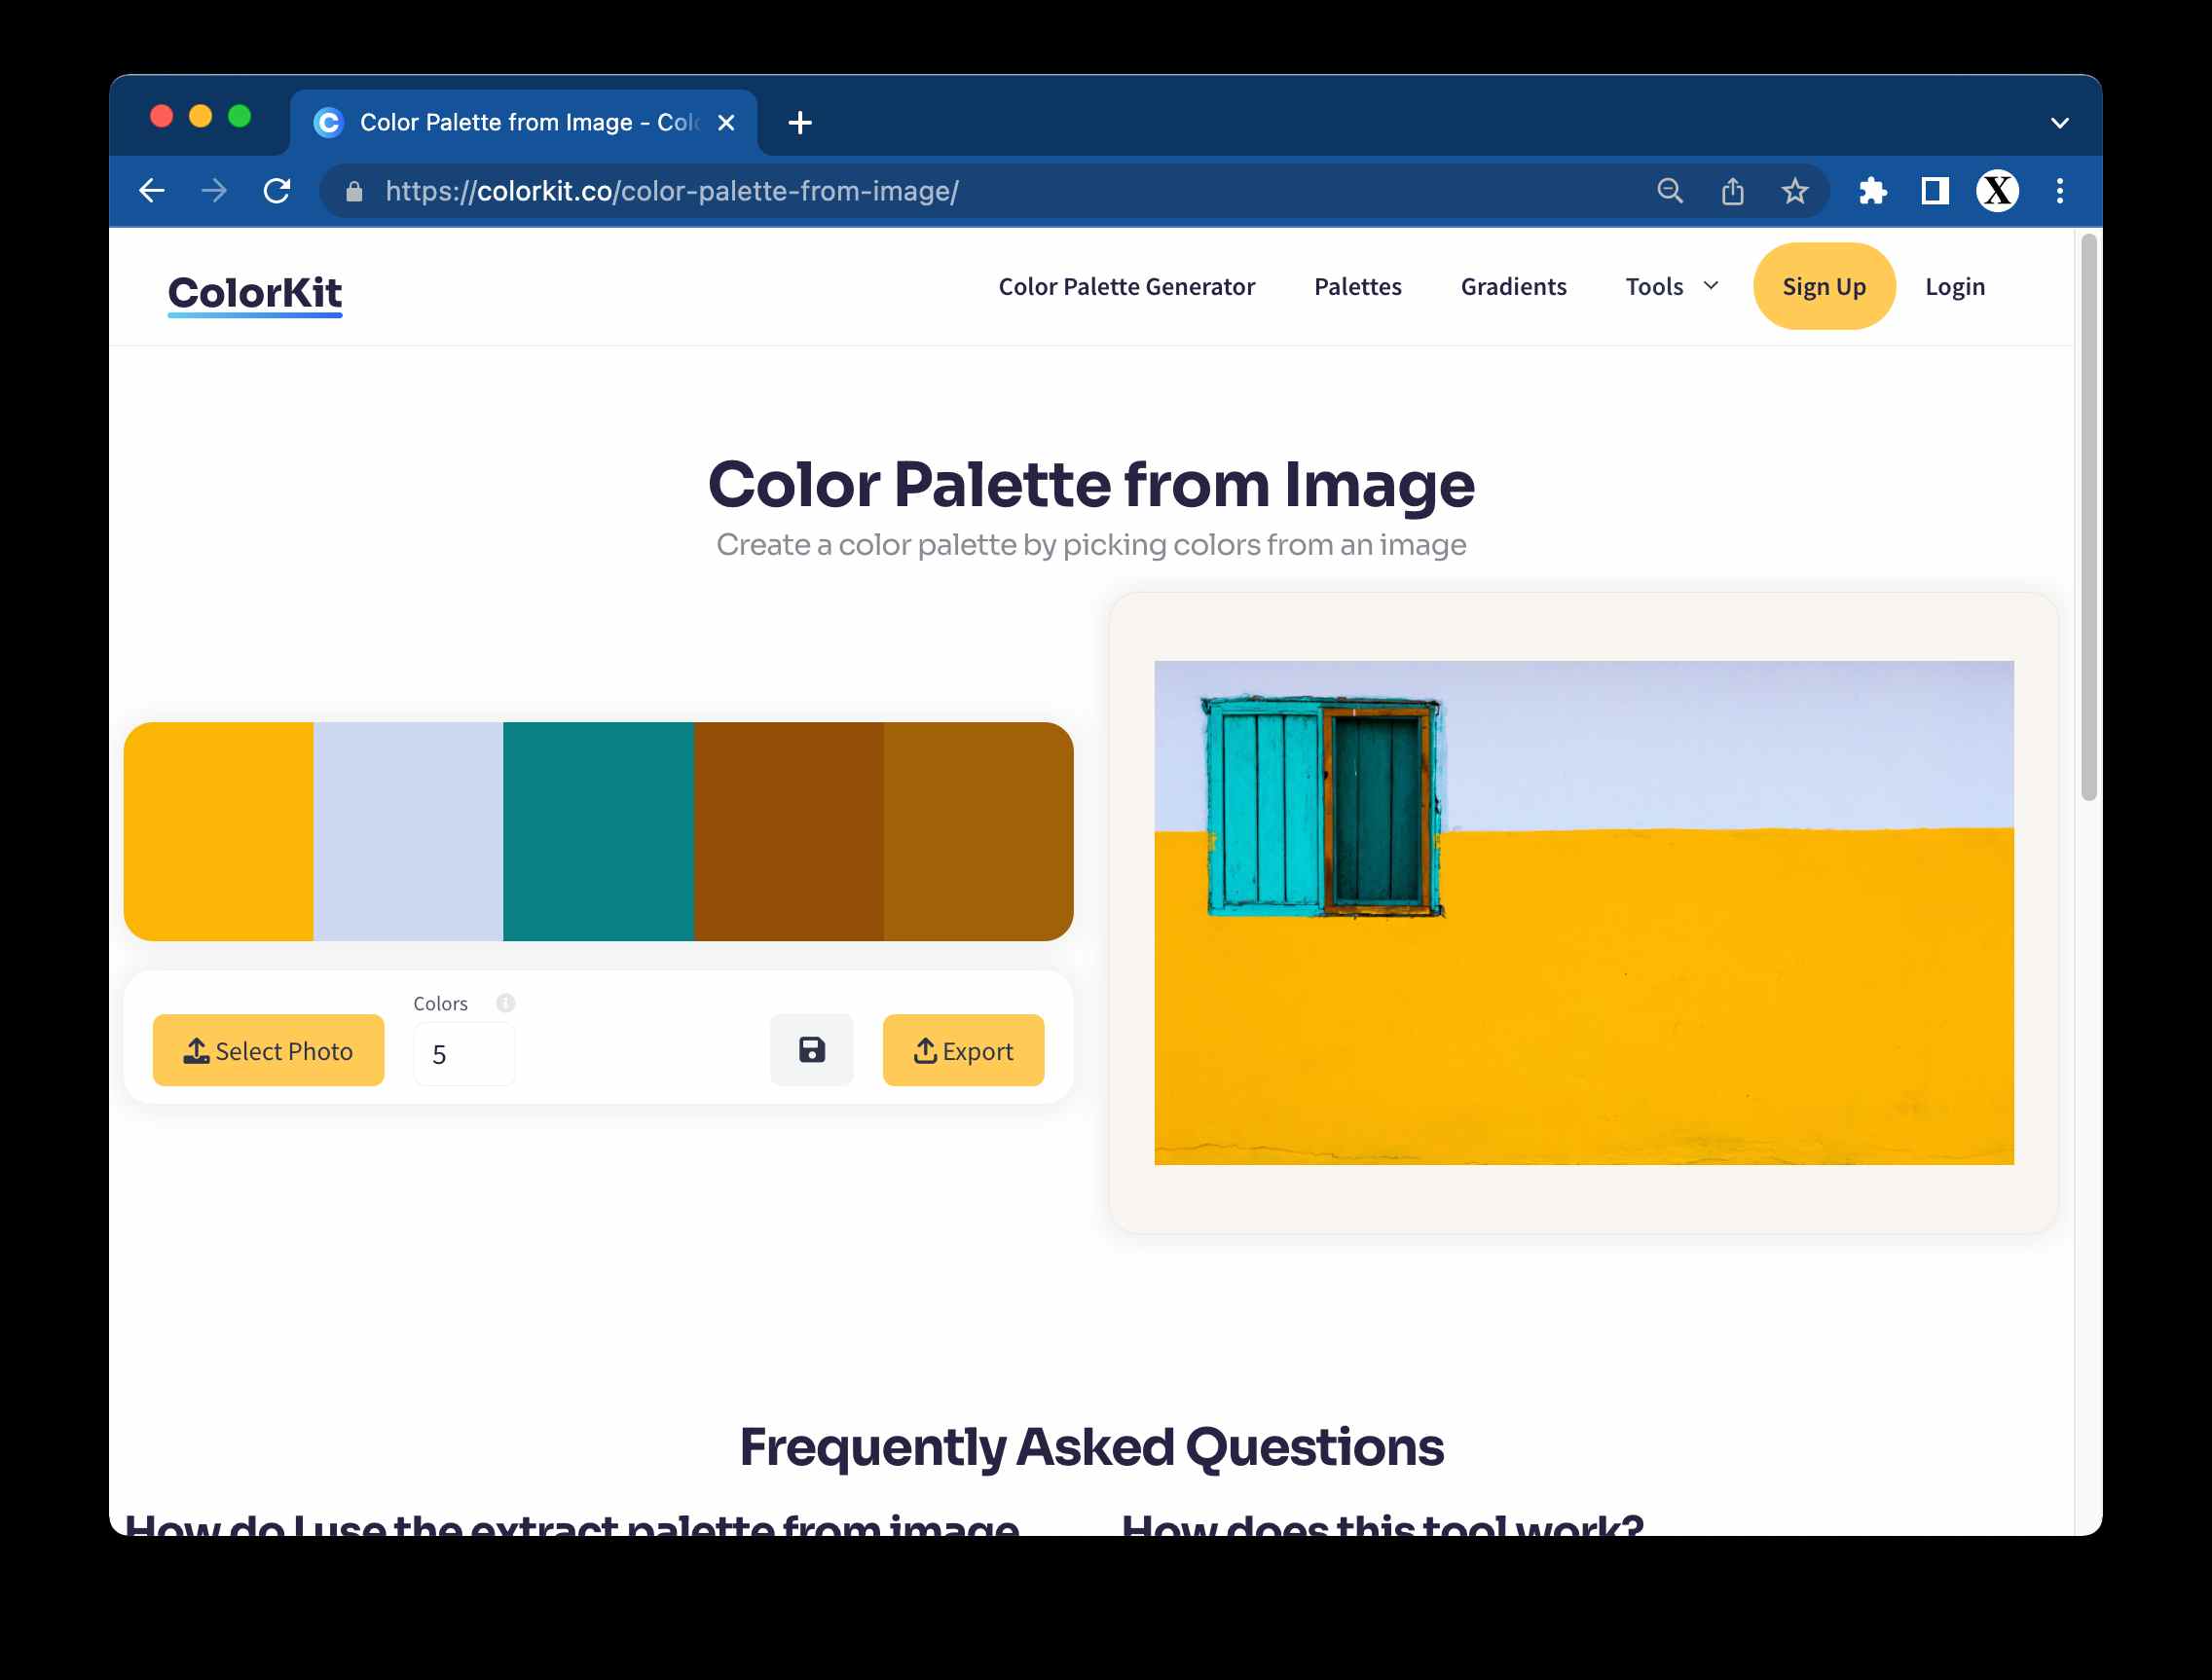 Color Palette from Image - Col
https://colorkit.co/color-palette-from-image/
X
ColorKit
Color Palette Generator
Palettes
Gradients
Tools
Sign Up
Login
Color Palette from Image
Create a color palette by picking colors from an image
Colors
Select Photo
5
Export
Frequently Asked Questions
How do I use the extract palette from image
How does this tool work?